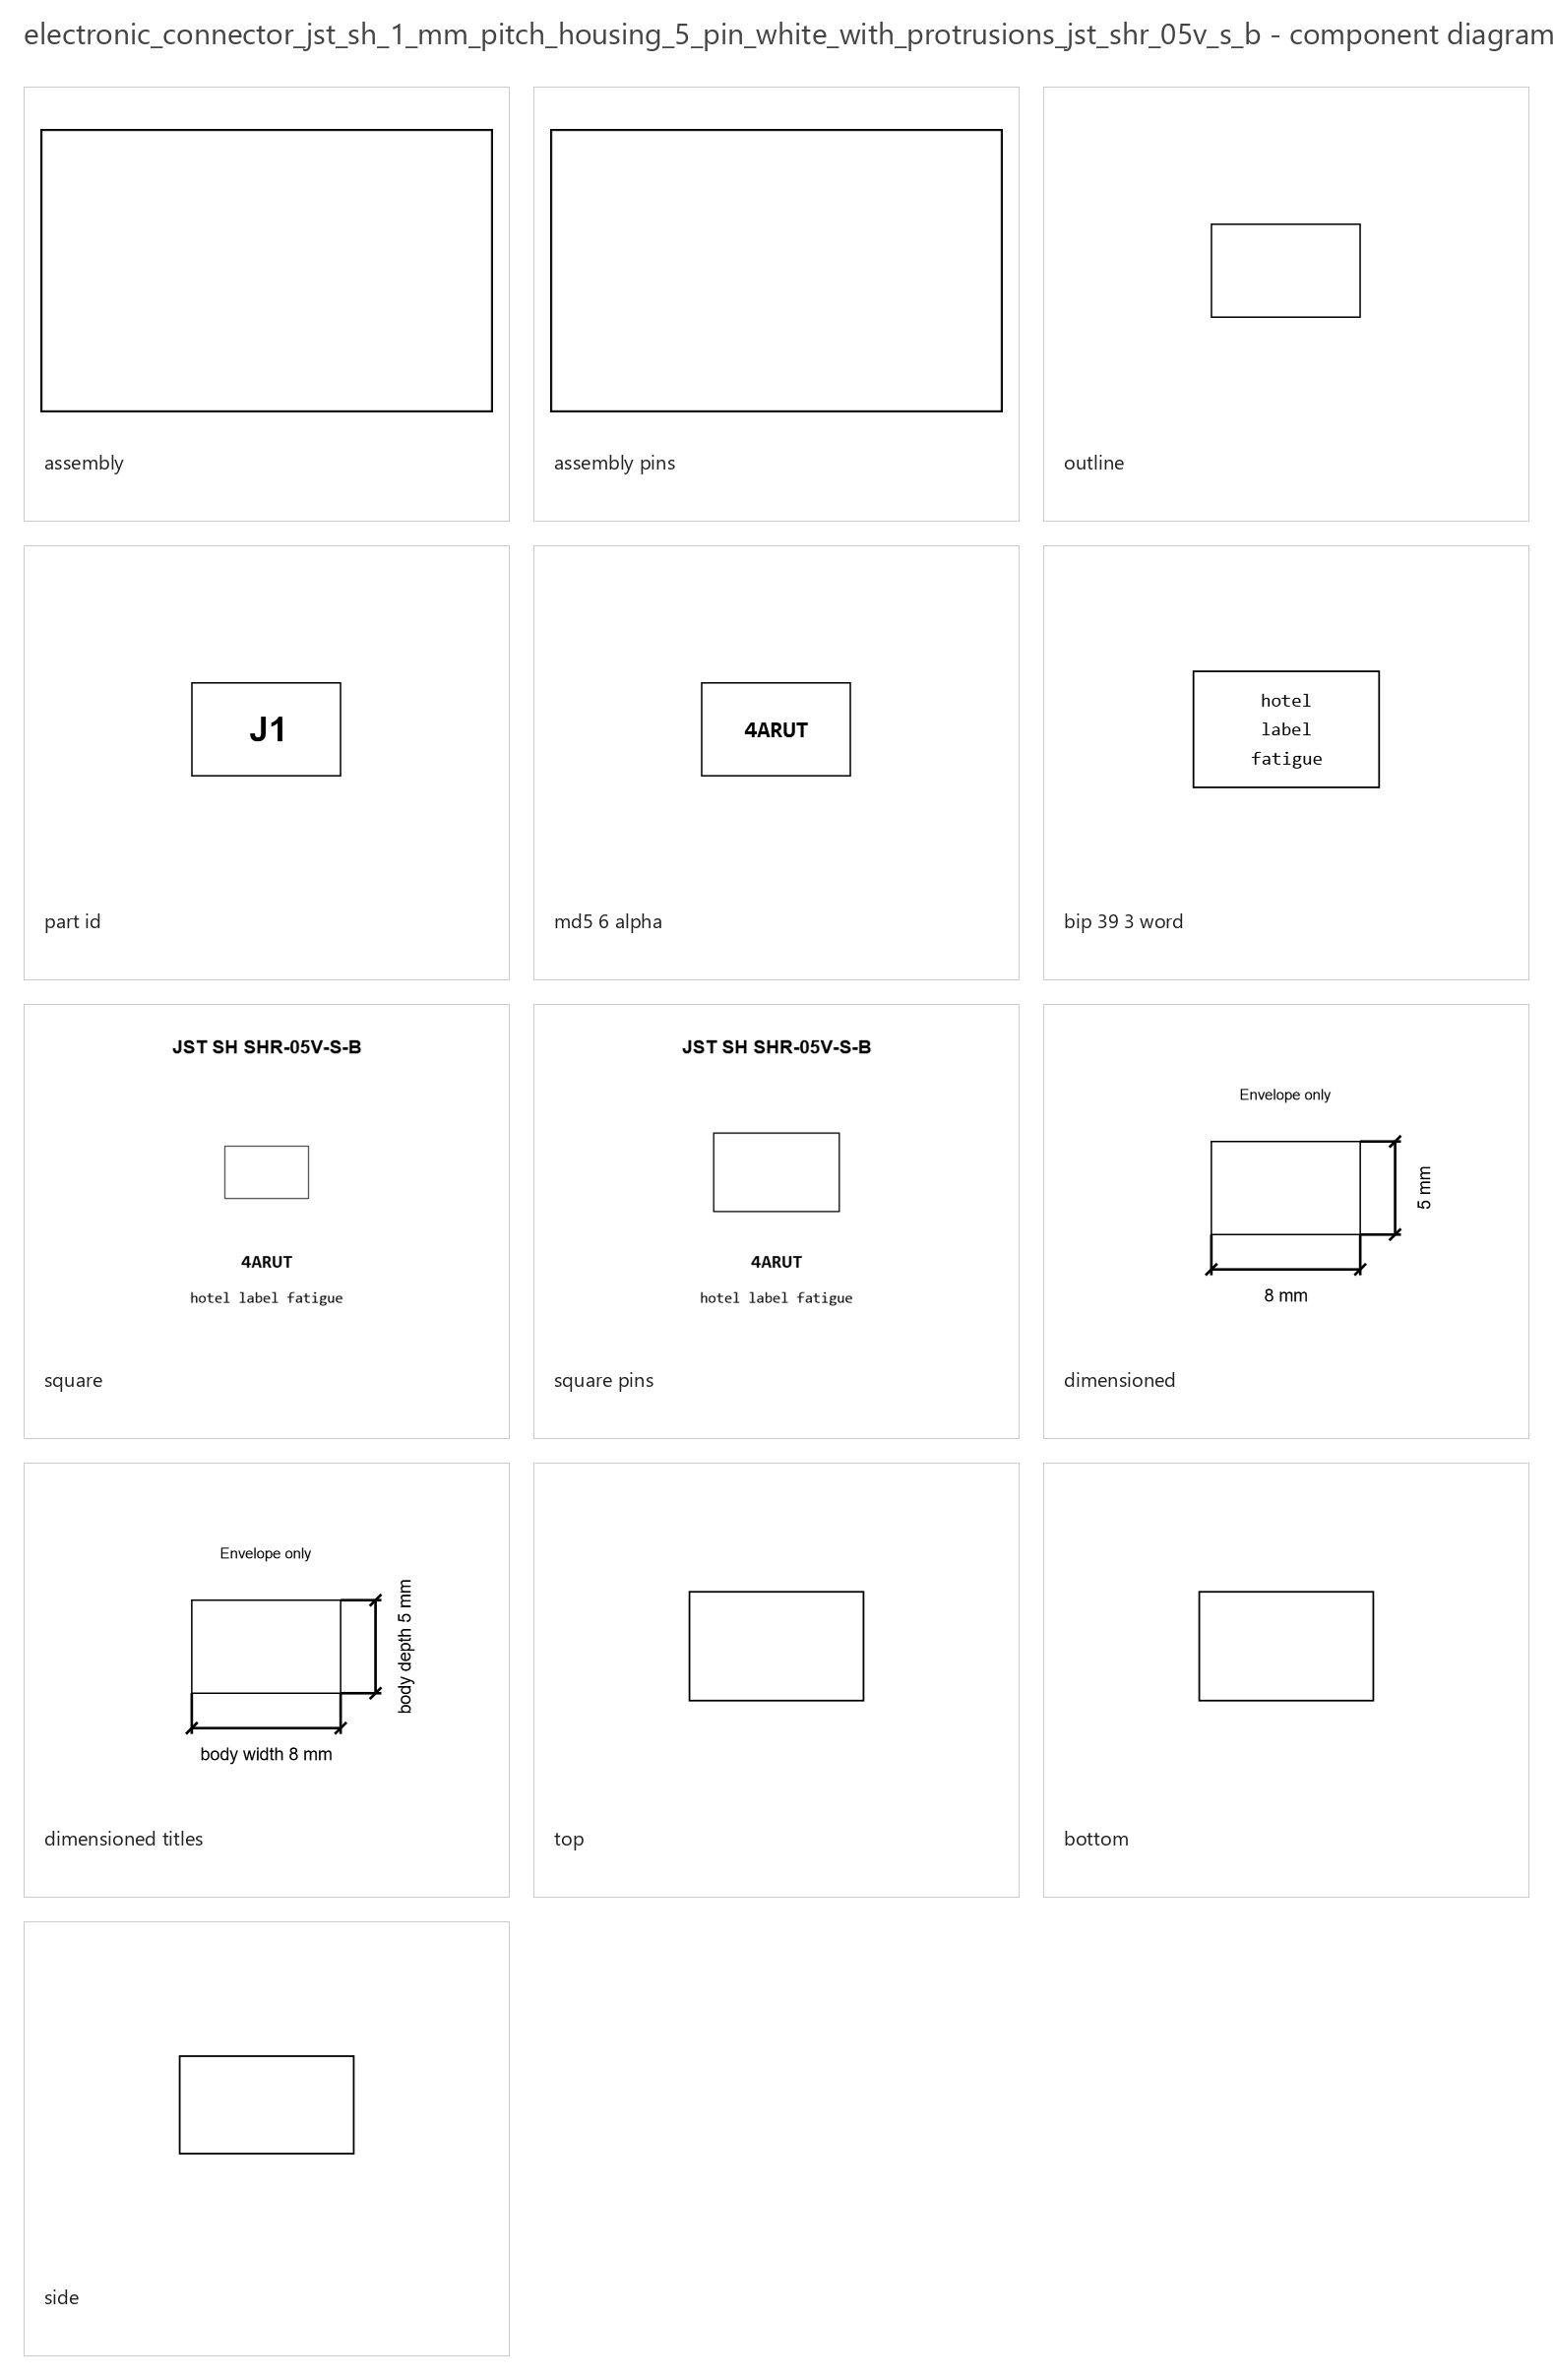 electronic_connector_jst_sh_1_mm_pitch_housing_5_pin_white_with_protrusions_jst_shr_05v_s_b - component diagram
assembly
assembly pins
outline
J1
part id
4ARUT
md5 6 alpha
hotel
label
fatigue
bip 39 3 word
JST SH SHR-05V-S-B
4ARUT
hotel label fatigue
square
JST SH SHR-05V-S-B
4ARUT
hotel label fatigue
square pins
Envelope only
5 mm
8 mm
dimensioned
Envelope only
body depth 5 mm
body width 8 mm
dimensioned titles
top
bottom
side